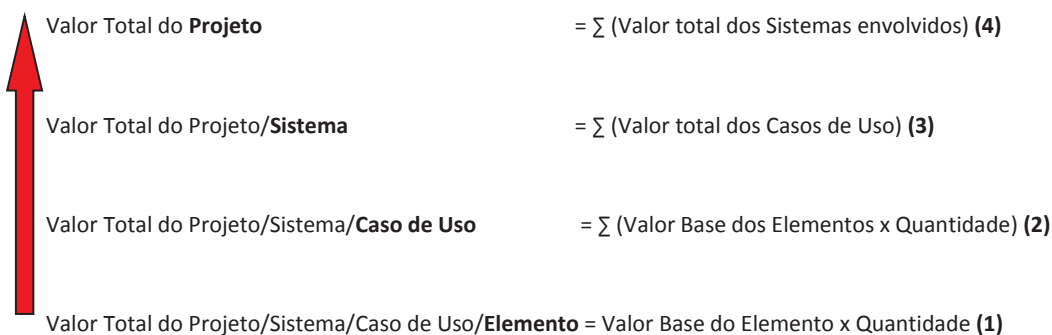 Valor Total do Projeto = ∑ (Valor total dos Sistemas envolvidos) (4)
Valor Total do Projeto/Sistema = ∑ (Valor total dos Casos de Uso) (3)
Valor Total do Projeto/Sistema/Caso de Uso = ∑ (Valor Base dos Elementos x Quantidade) (2)
Valor Total do Projeto/Sistema/Caso de Uso/Elemento = Valor Base do Elemento x Quantidade (1)